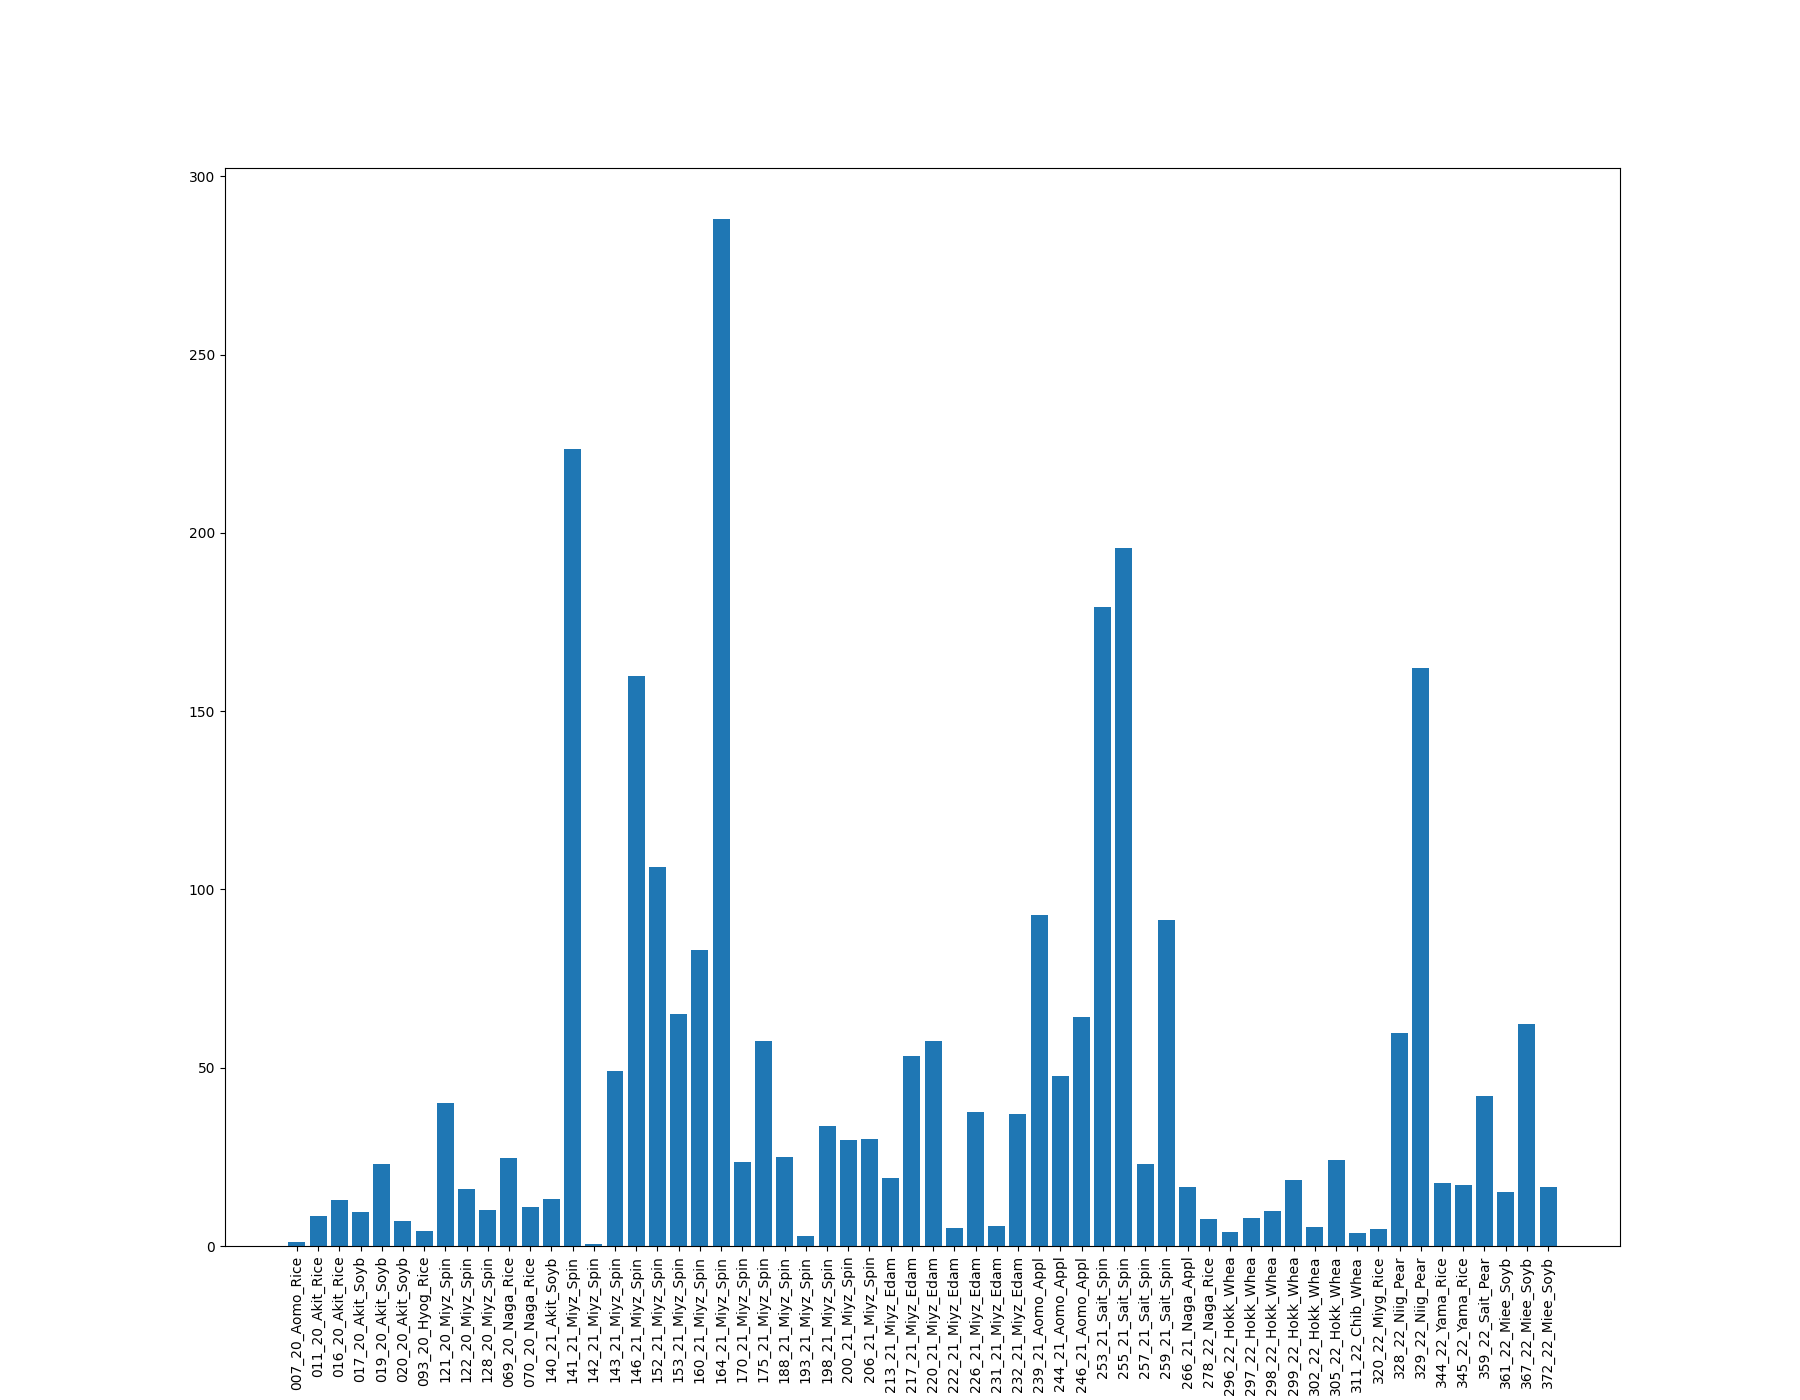 300
250
200
150
100
50
0
007_20_Aomo_Rice
011_20_Akit_Rice
016_20_Akit_Rice
017_20_Akit_Soyb
019_20_Akit_Soyb
020_20_Akit_Soyb
093_20_Hyog_Rice
121_20_Miyz_Spin
122_20_Miyz_Spin
128_20_Miyz_Spin
069_20_Naga_Rice
070_20_Naga_Rice
140_21_Akit_Soyb
141_21_Miyz_Spin
142_21_Miyz_Spin
143_21_Miyz_Spin
146_21_Miyz_Spin
152_21_Miyz_Spin
153_21_Miyz_Spin
160_21_Miyz_Spin
164_21_Miyz_Spin
170_21_Miyz_Spin
175_21_Miyz_Spin
188_21_Miyz_Spin
193_21_Miyz_Spin
198_21_Miyz_Spin
200_21_Miyz_Spin
206_21_Miyz_Spin
213_21_Miyz_Edam
217_21_Miyz_Edam
220_21_Miyz_Edam
222_21_Miyz_Edam
226_21_Miyz_Edam
231_21_Miyz_Edam
232_21_Miyz_Edam
239_21_Aomo_Appl
244_21_Aomo_Appl
246_21_Aomo_Appl
253_21_Sait_Spin
255_21_Sait_Spin
257_21_Sait_Spin
259_21_Sait_Spin
266_21_Naga_Appl
278_22_Naga_Rice
296_22_Hokk_Whea
297_22_Hokk_Whea
298_22_Hokk_Whea
299_22_Hokk_Whea
302_22_Hokk_Whea
305_22_Hokk_Whea
311_22_Chib_Whea
320_22_Miyg_Rice
328_22_Niig_Pear
329_22_Niig_Pear
344_22_Yama_Rice
345_22_Yama_Rice
359_22_Sait_Pear
361_22_Miee_Soyb
367_22_Miee_Soyb
372_22_Miee_Soyb